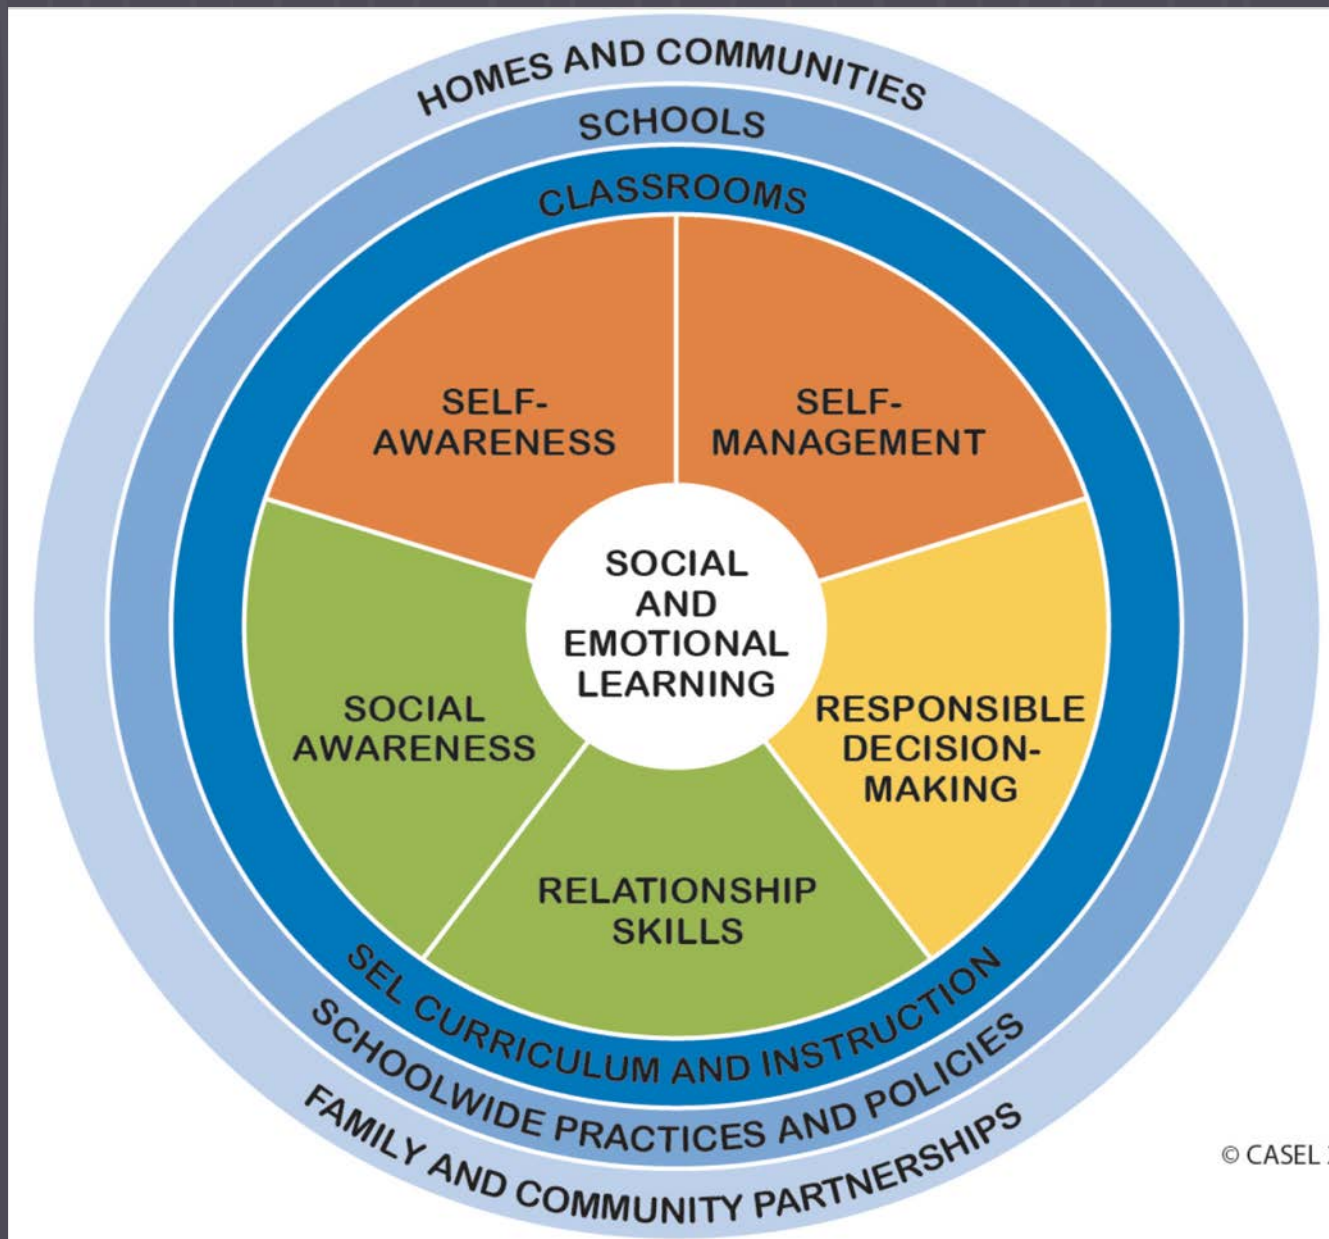 HOMES AND COMMUNITIES
SCHOOLS
CLASSROOMS
SELF-
AWARENESS
SELF-
MANAGEMENT
SOCIAL
AND
EMOTIONAL
LEARNING
SOCIAL
AWARENESS
RESPONSIBLE
DECISION-
MAKING
RELATIONSHIP
SKILLS
SEL CURRICULUM AND INSTRUCTION
SCHOOLWIDE PRACTICES AND POLICIES
FAMILY AND COMMUNITY PARTNERSHIPS
© CASEL